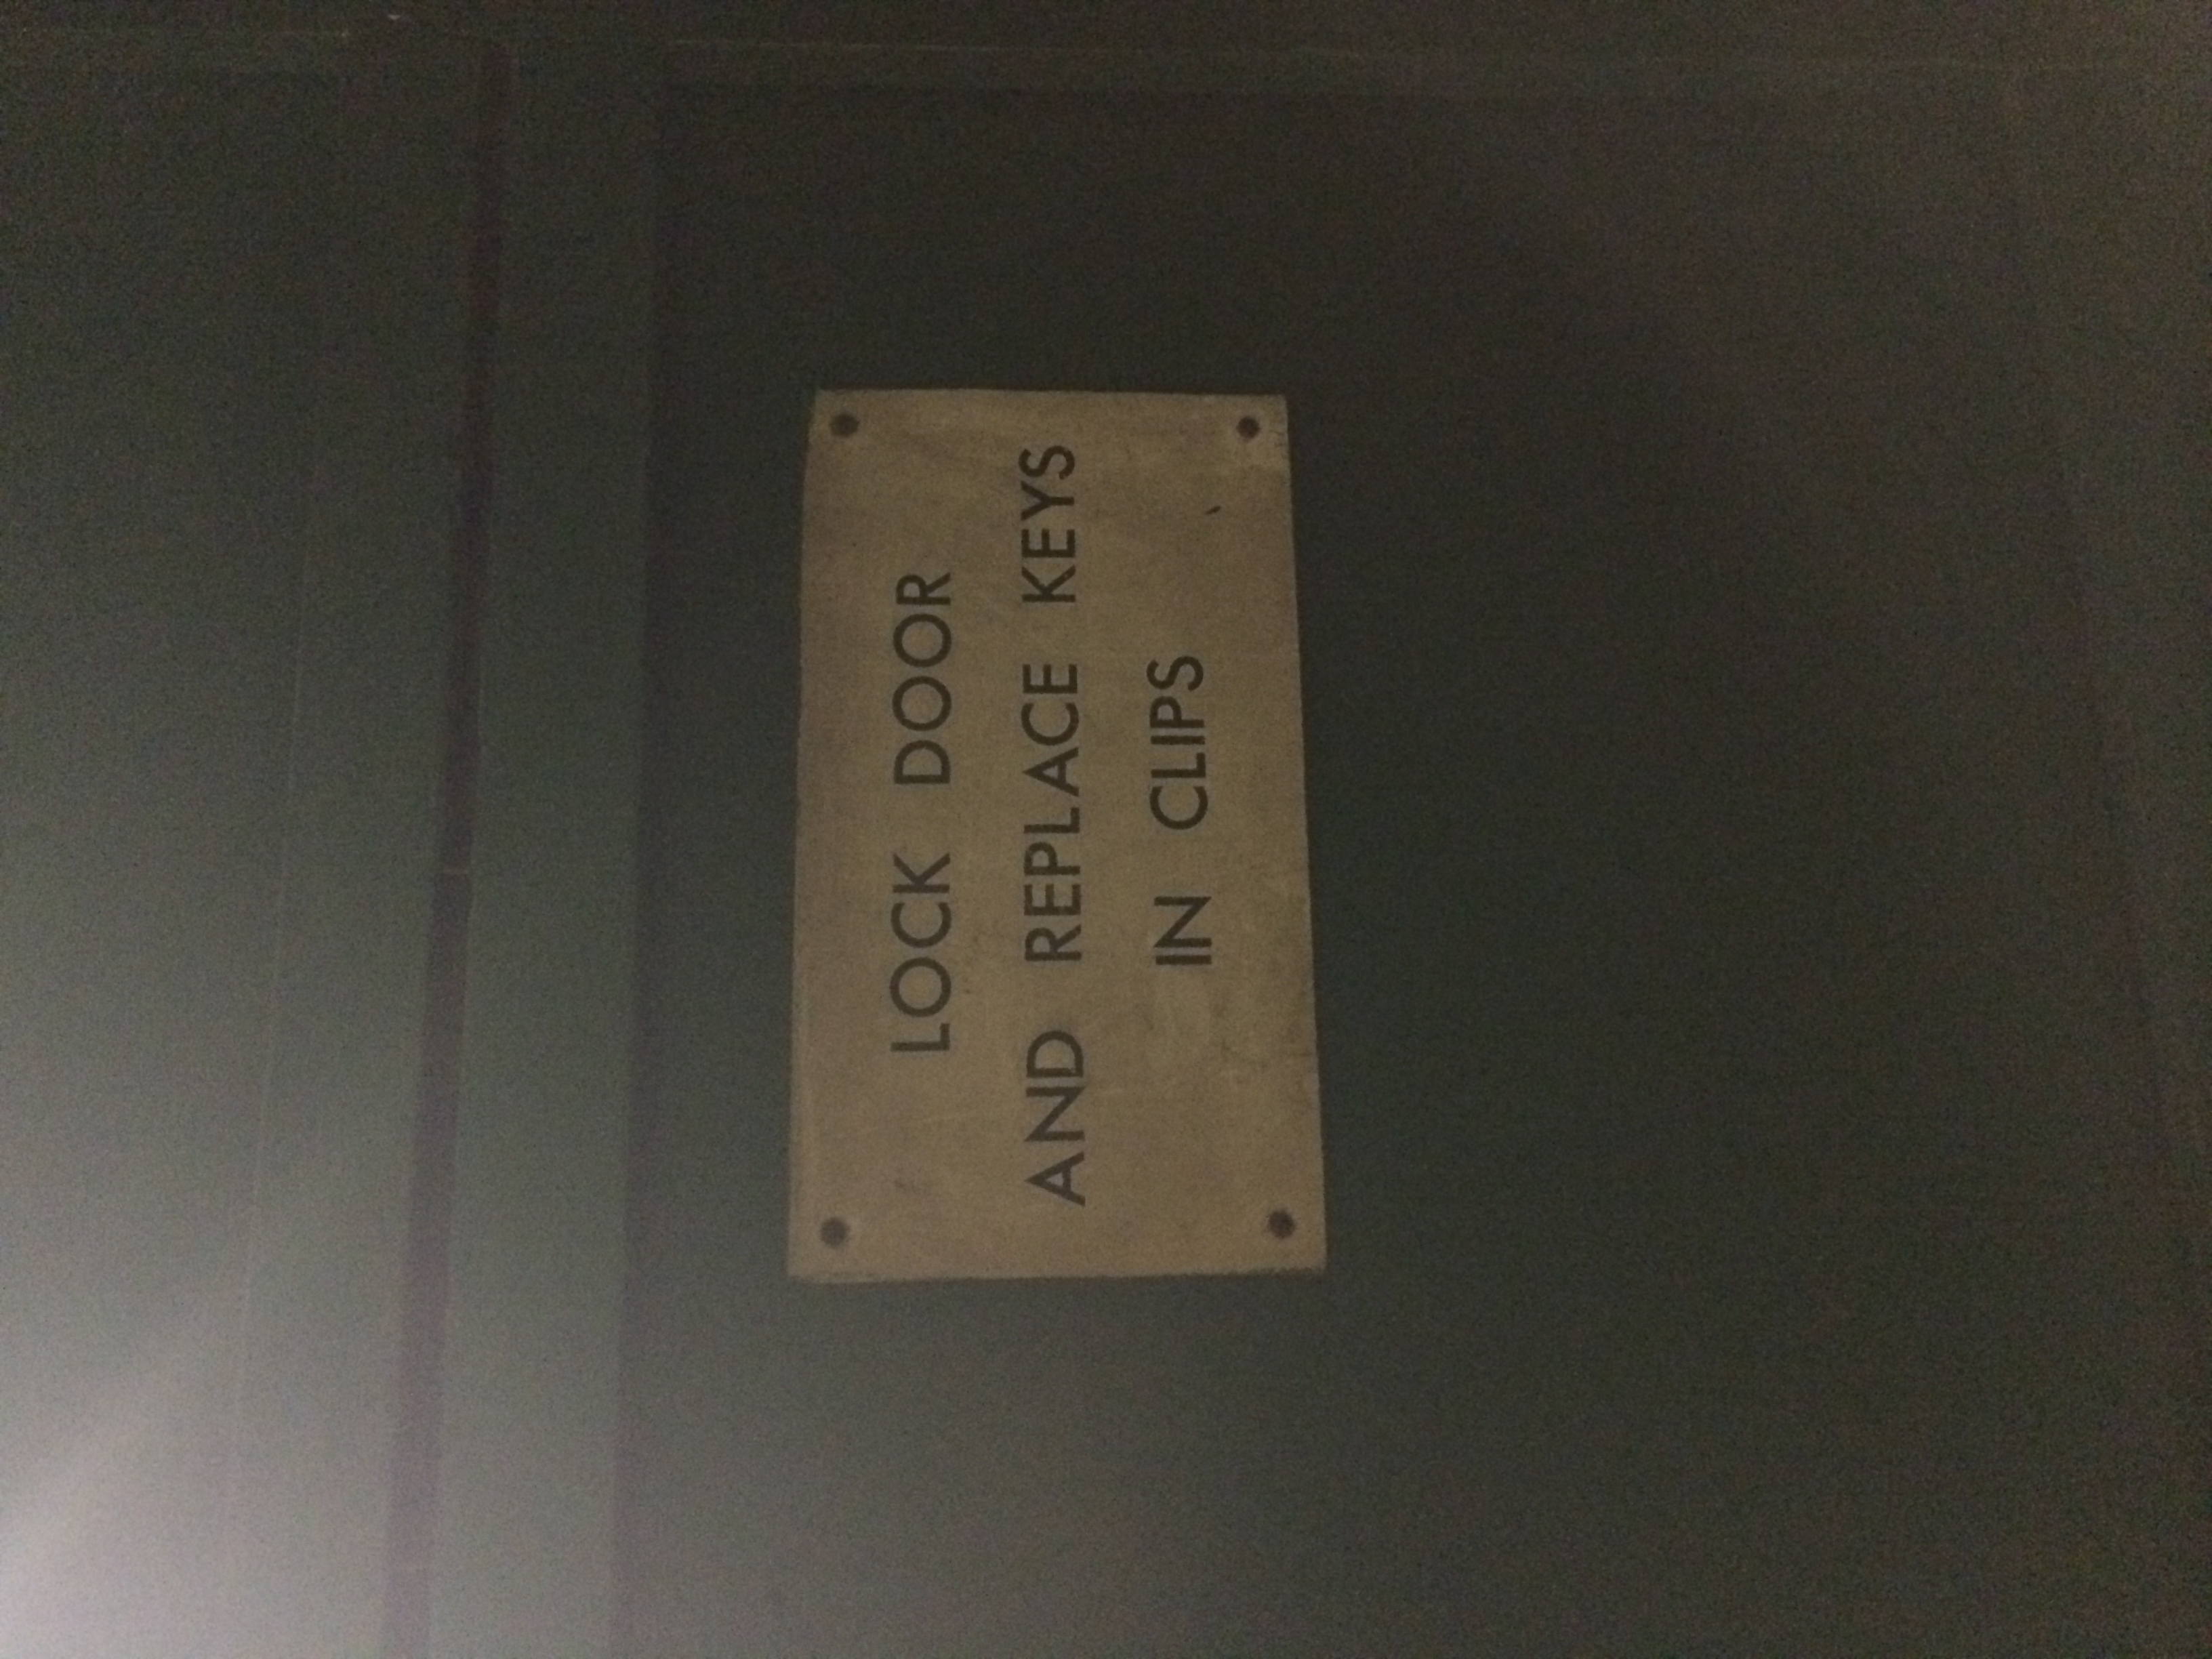 LOCK DOOR
AND REPLACE KEYS
IN CLIPS